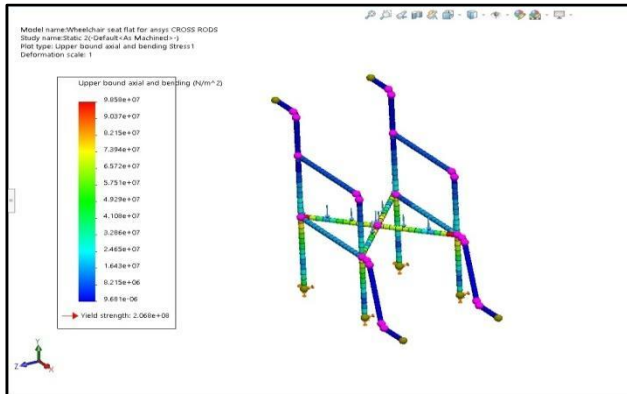 Model name:Wheelchair seat flat for ansys CROSS RODS
Study name:Static 2(-Default<As Machined>-)
Plot type: Upper bound axial and bending Stress1
Deformation scale: 1
Upper bound axial and bending (N/m^2)
9.858e+07
9.037e+07
8.215e+07
7.394e+07
6.572e+07
5.751e+07
4.929e+07
4.108e+07
3.286e+07
2.465e+07
1.643e+07
8.215e+06
9.681e-06
Yield strength: 2.068e+08
Y
Z
X